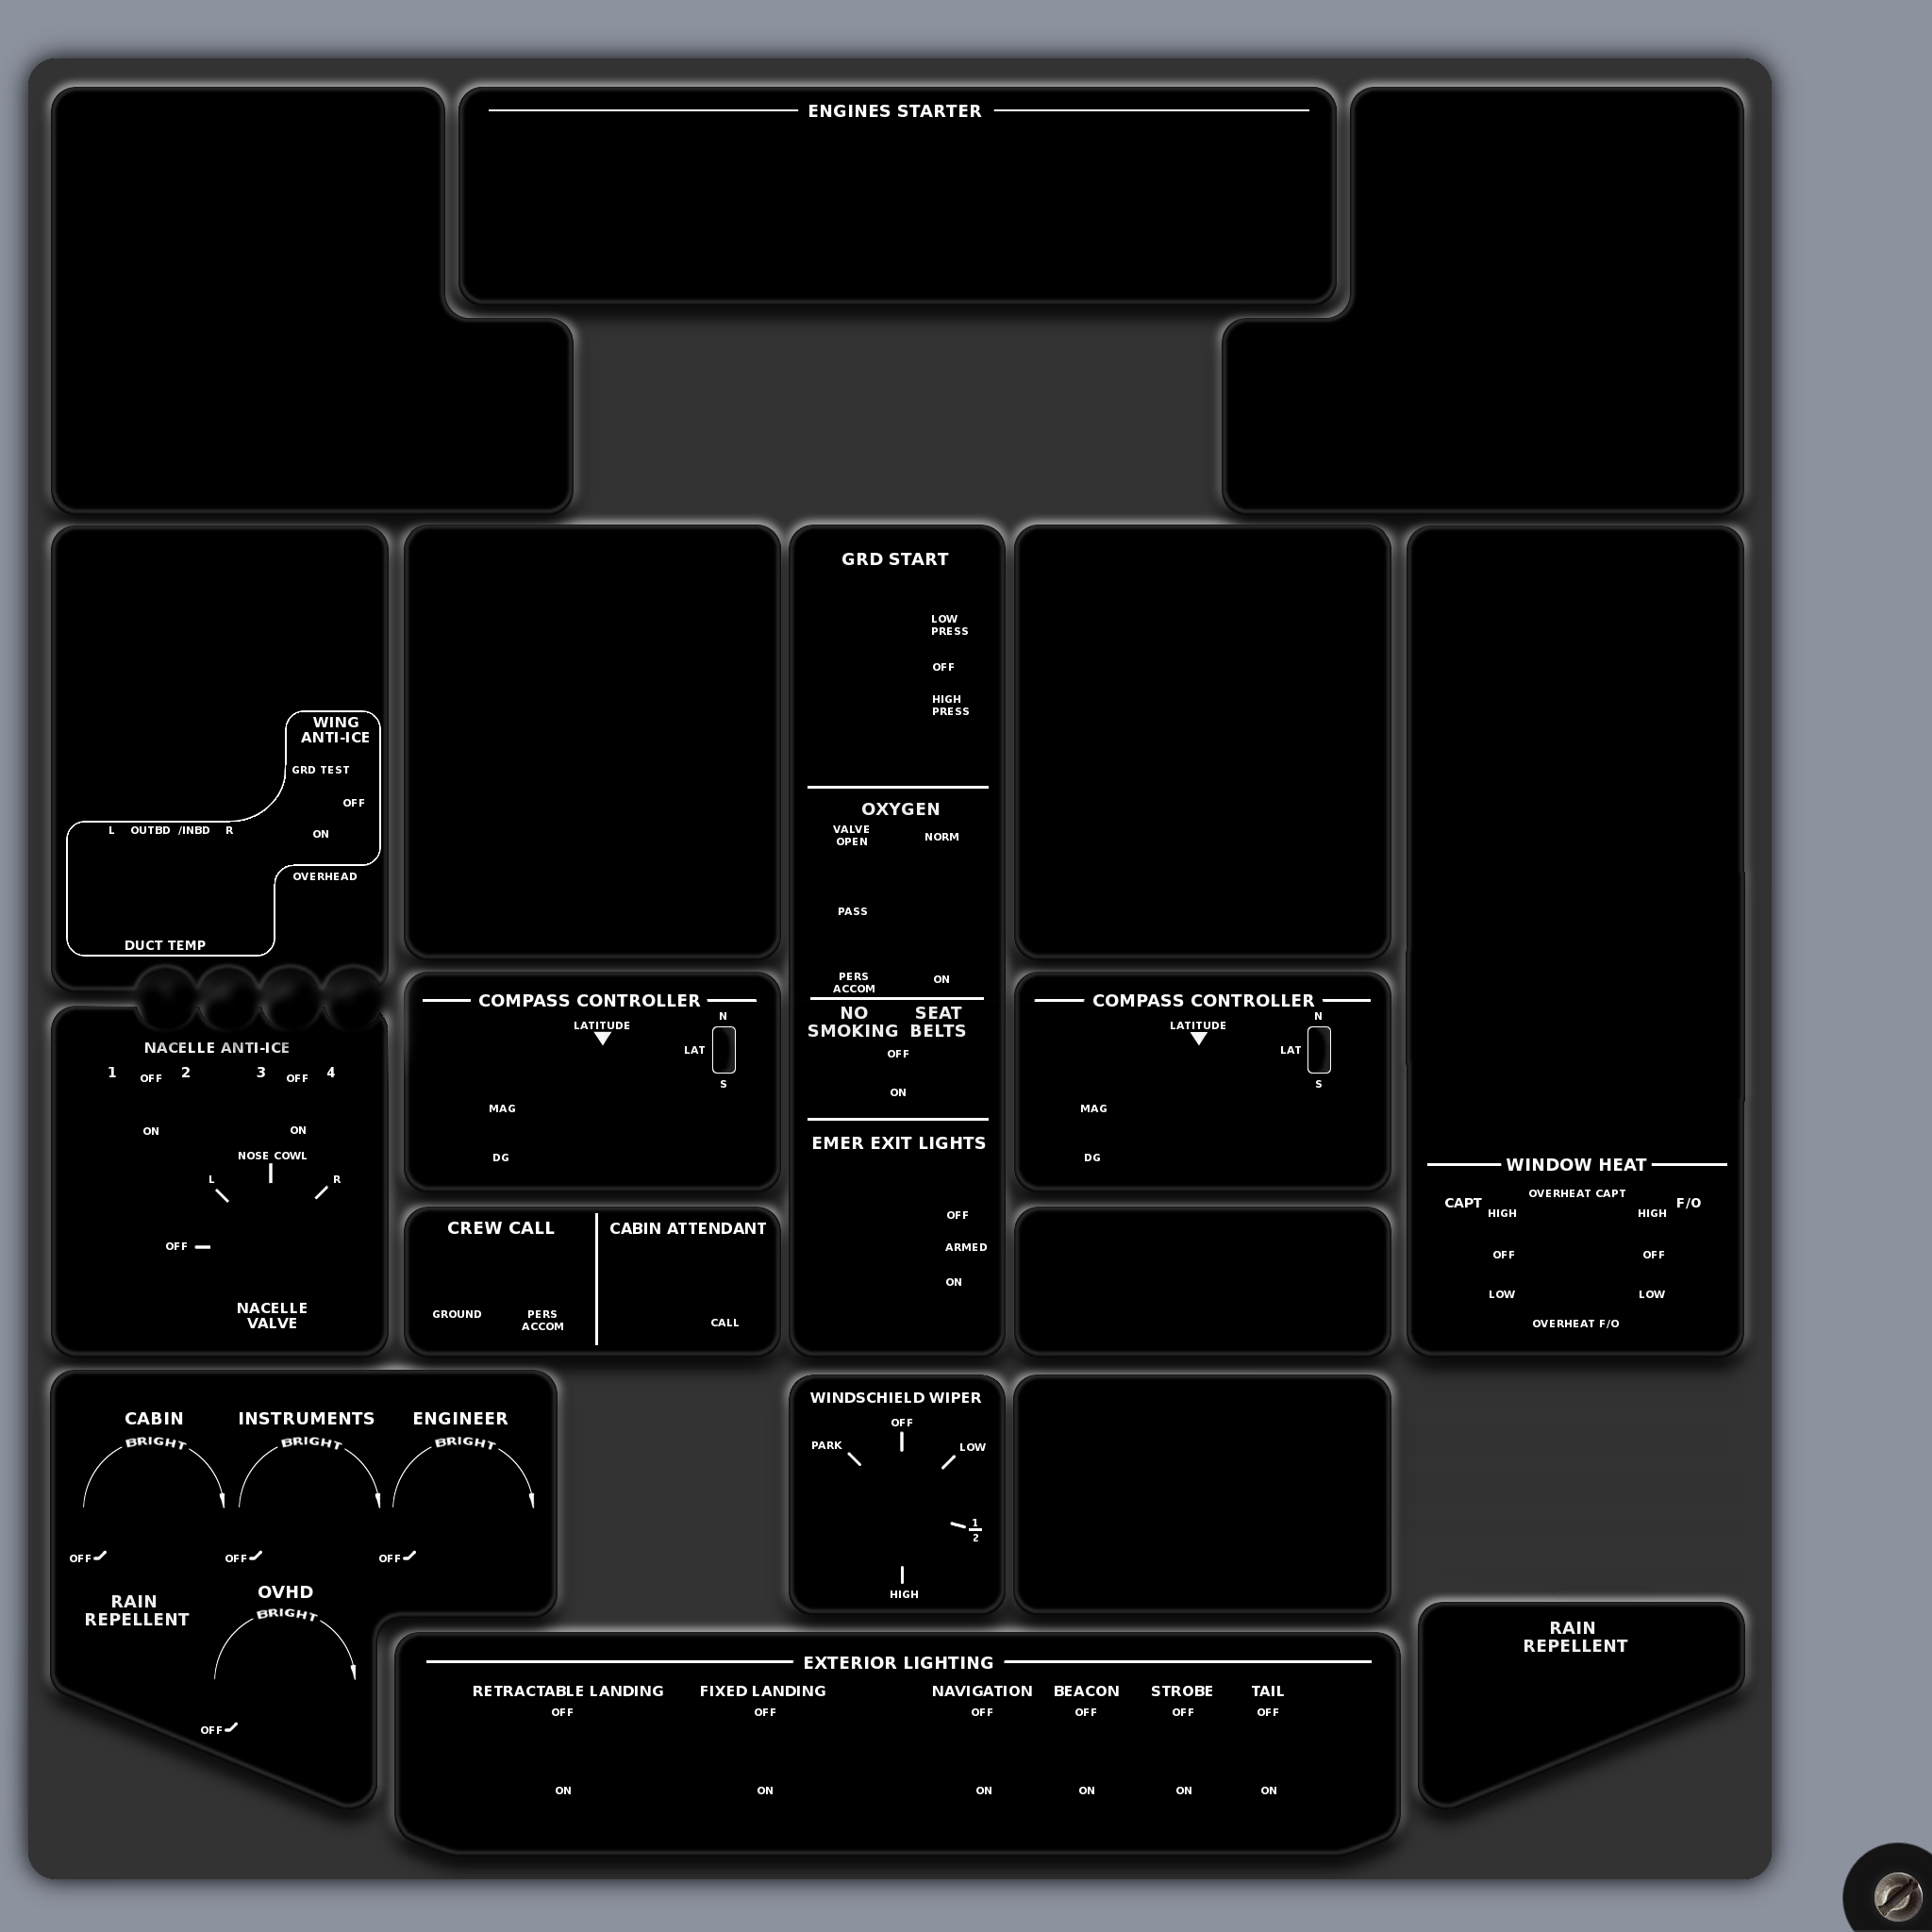 ENGINES STARTER
GRD START
LOW
PRESS
OFF
HIGH
PRESS
WING
ANTI-ICE
GRD TEST
OFF
ON
L OUTBD /INBD R
OVERHEAD
DUCT TEMP
OXYGEN
VALVE
OPEN
NORM
PASS
PERS
ACCOM
ON
NO
SMOKING
SEAT
BELTS
OFF
ON
EMER EXIT LIGHTS
OFF
ARMED
ON
NACELLE ANTI-ICE
1 OFF 2 3 OFF 4
ON ON
NOSE COWL
L R
OFF
NACELLE
VALVE
COMPASS CONTROLLER
LATITUDE
N
LAT
S
MAG
DG
COMPASS CONTROLLER
LATITUDE
N
LAT
S
MAG
DG
CREW CALL
GROUND
PERS
ACCOM
CABIN ATTENDANT
CALL
WINDOW HEAT
OVERHEAT CAPT
CAPT HIGH HIGH F/O
OFF OFF
LOW LOW
OVERHEAT F/O
CABIN INSTRUMENTS ENGINEER
BRIGHT BRIGHT BRIGHT
OFF OFF OFF
RAIN
REPELLENT
OVHD
BRIGHT
OFF
WINDSCHIELD WIPER
OFF
PARK LOW
1
2
HIGH
EXTERIOR LIGHTING
RETRACTABLE LANDING FIXED LANDING NAVIGATION BEACON STROBE TAIL
OFF OFF OFF OFF OFF OFF
ON ON ON ON ON ON
RAIN
REPELLENT